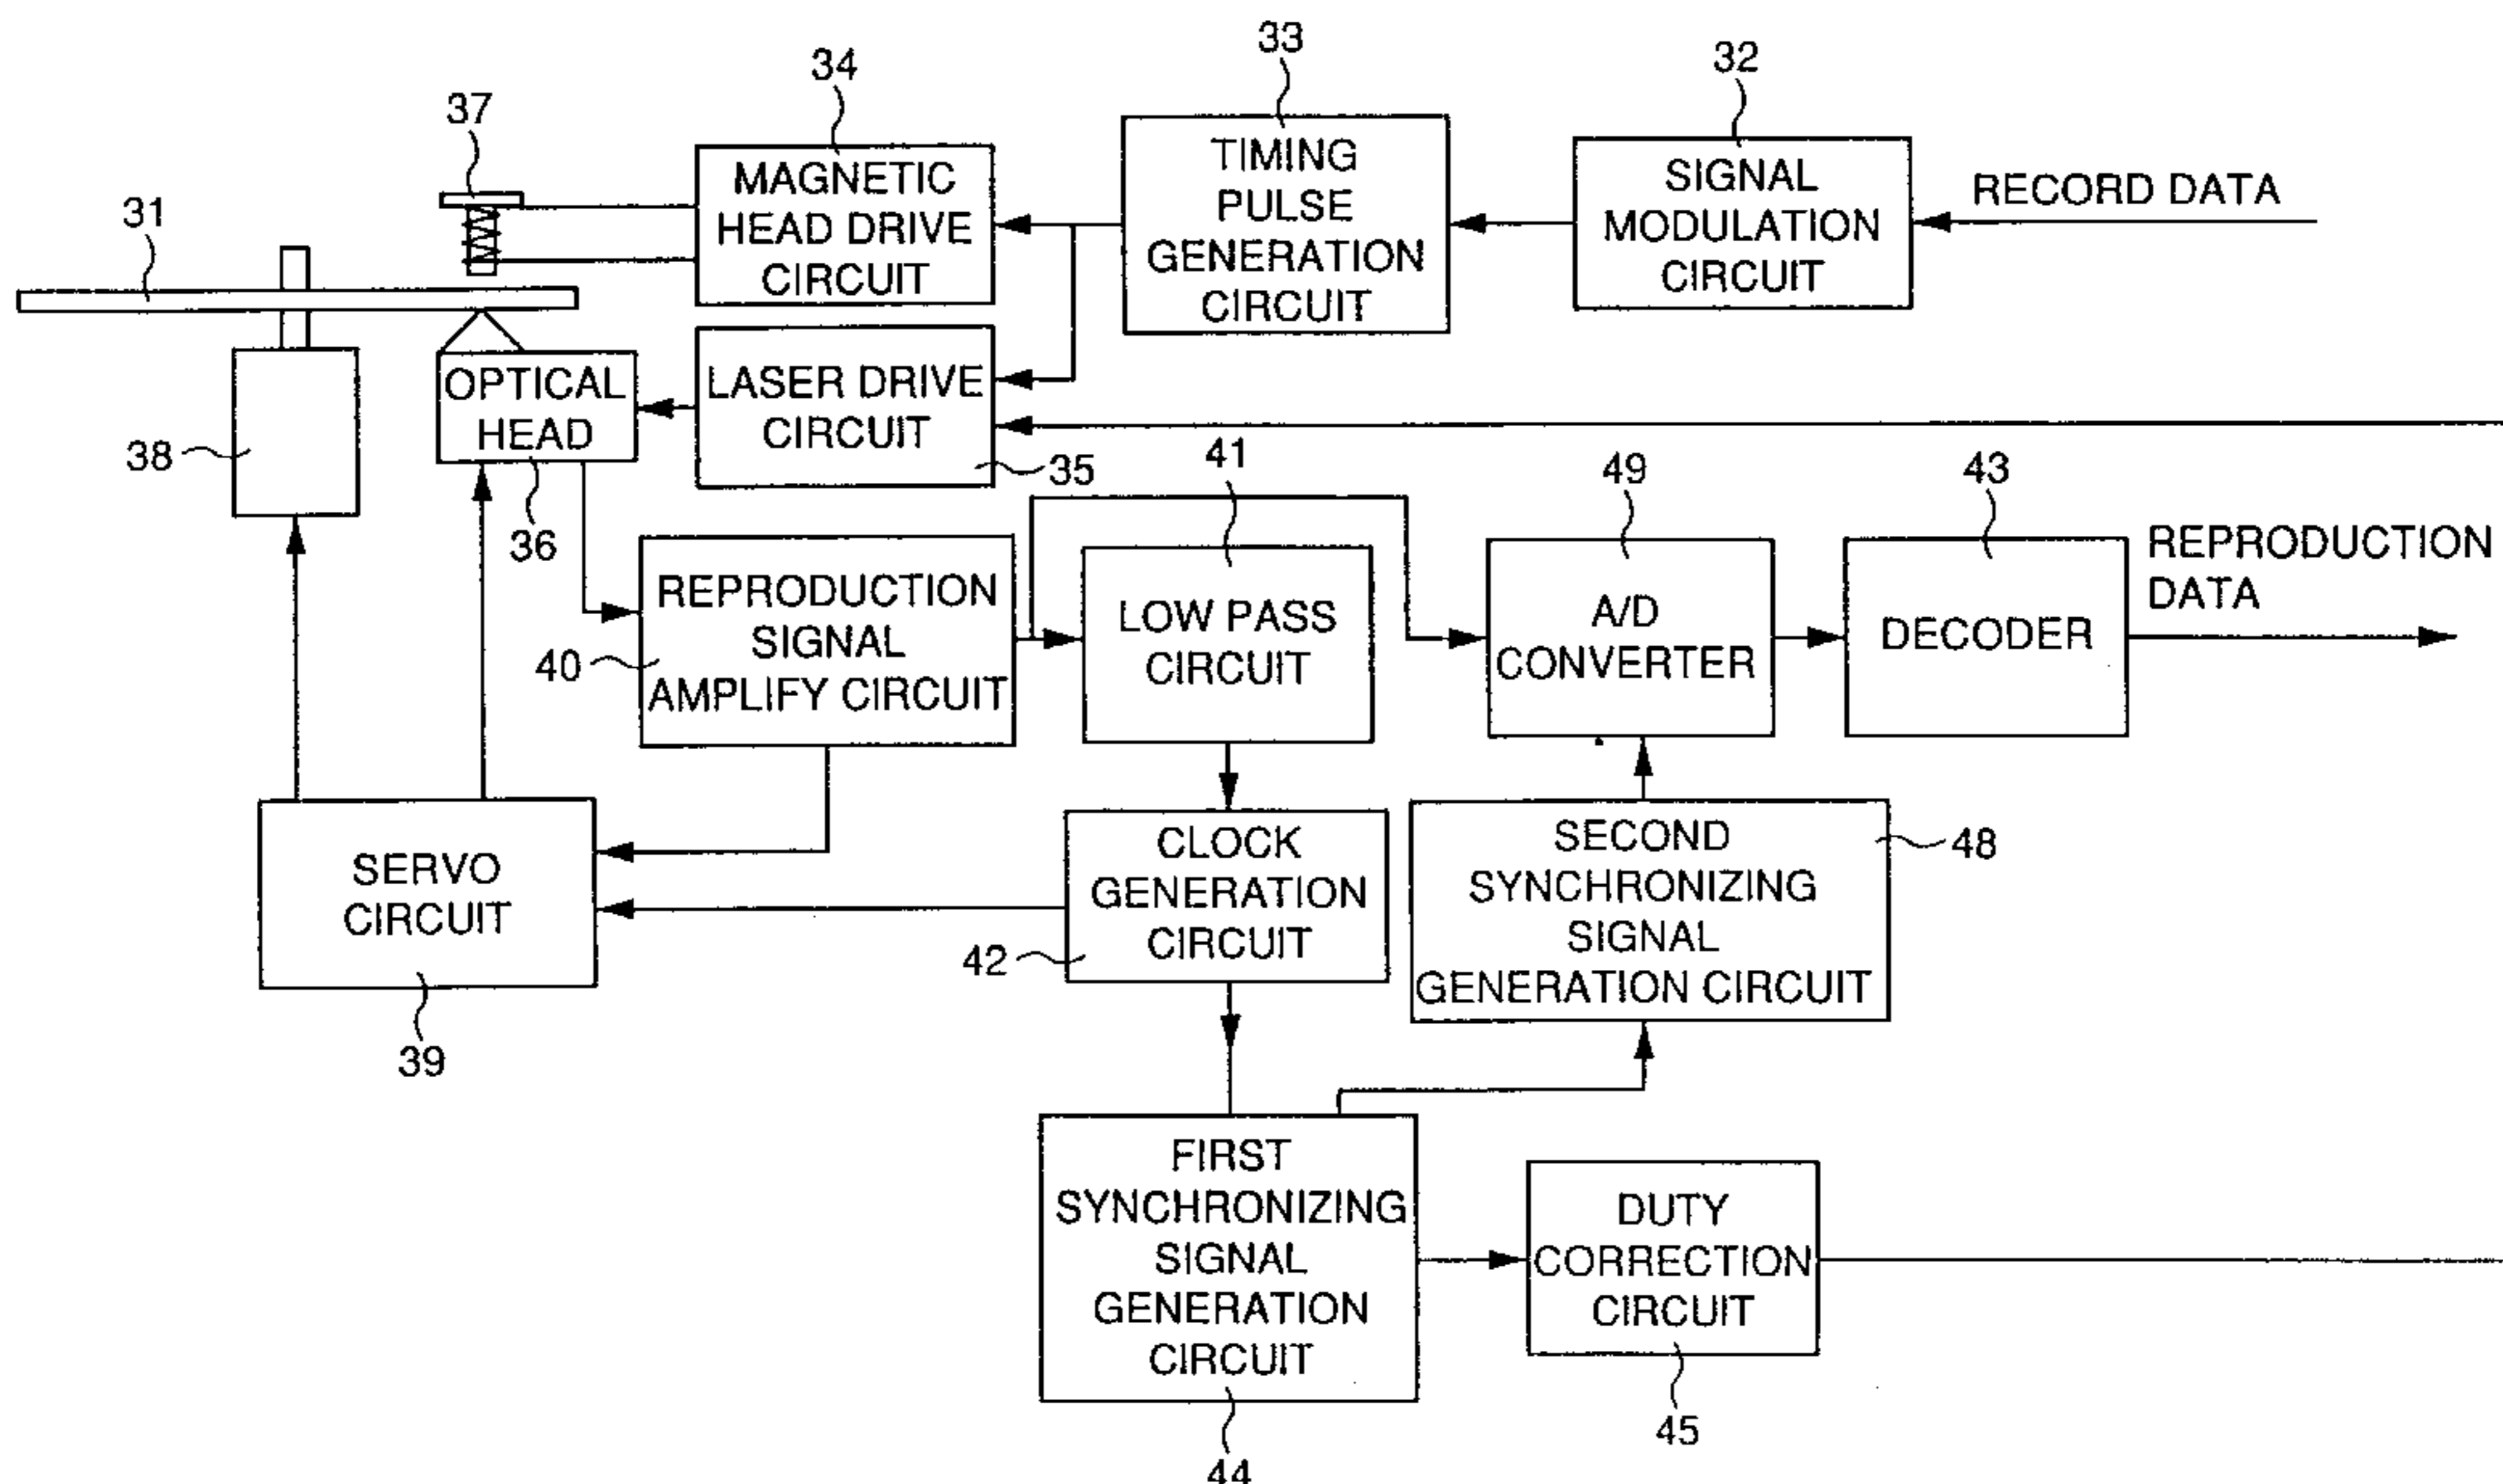 33
34
32
37
TIMING
PULSE
GENERATION
CIRCUIT
MAGNETIC
HEAD DRIVE
CIRCUIT
SIGNAL
MODULATION
CIRCUIT
RECORD DATA
31
OPTICAL
HEAD
LASER DRIVE
CIRCUIT
38
35
41
49
43
36
REPRODUCTION
DATA
REPRODUCTION
SIGNAL
AMPLIFY CIRCUIT
40
LOW PASS
CIRCUIT
A/D
CONVERTER
DECODER
SERVO
CIRCUIT
39
CLOCK
GENERATION
CIRCUIT
42
SECOND
SYNCHRONIZING
SIGNAL
GENERATION CIRCUIT
48
FIRST
SYNCHRONIZING
SIGNAL
GENERATION
CIRCUIT
44
DUTY
CORRECTION
CIRCUIT
45